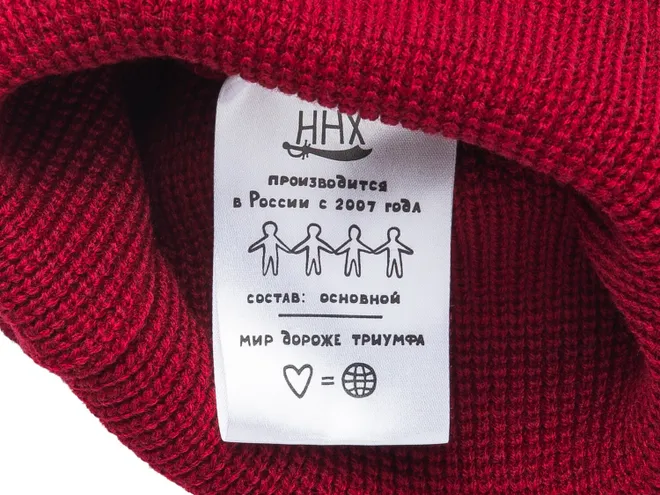 ННХ
ПРОИЗВОДИТСЯ
в России с 2007 года
СОСТАВ: ОСНОВНОЙ
МИР ДОРОЖЕ ТРИУМФА
=